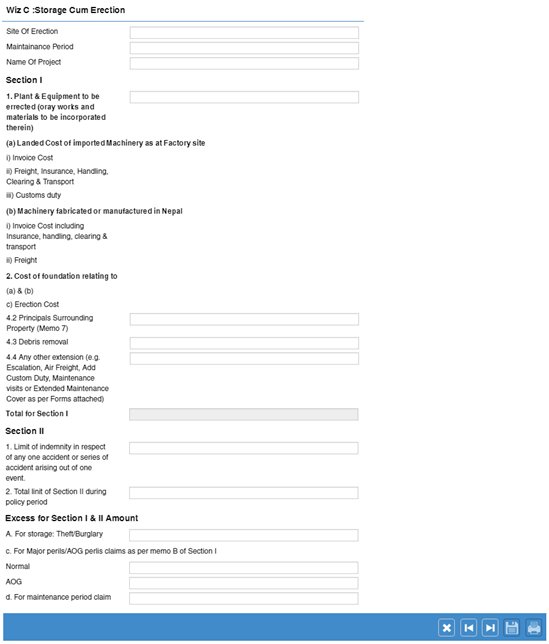 Wiz C :Storage Cum Erection
Site Of Erection
Maintainance Period
Name Of Project
Section I
1. Plant & Equipment to be
errected (oray works and
materials to be incorporated
therein)
(a) Landed Cost of imported Machinery as at Factory site
i) Invoice Cost
ii) Freight, Insurance, Handling,
Clearing & Transport
iii) Customs duty
(b) Machinery fabricated or manufactured in Nepal
i) Invoice Cost including
Insurance, handling, clearing &
transport
ii) Freight
2. Cost of foundation relating to
(a) & (b)
c) Erection Cost
4.2 Principals Surrounding
Property (Memo 7)
4.3 Debris removal
4.4 Any other extension (e.g.
Escalation, Air Freight, Add
Custom Duty, Maintenance
visits or Extended Maintenance
Cover as per Forms attached)
Total for Section I
Section II
1. Limit of indemnity in respect
of any one accident or series of
accident arising out of one
event.
2. Total linit of Section II during
policy period
Excess for Section I & II Amount
A. For storage: Theft/Burglary
c. For Major perils/AOG perlis claims as per memo B of Section I
Normal
AOG
d. For maintenance period claim